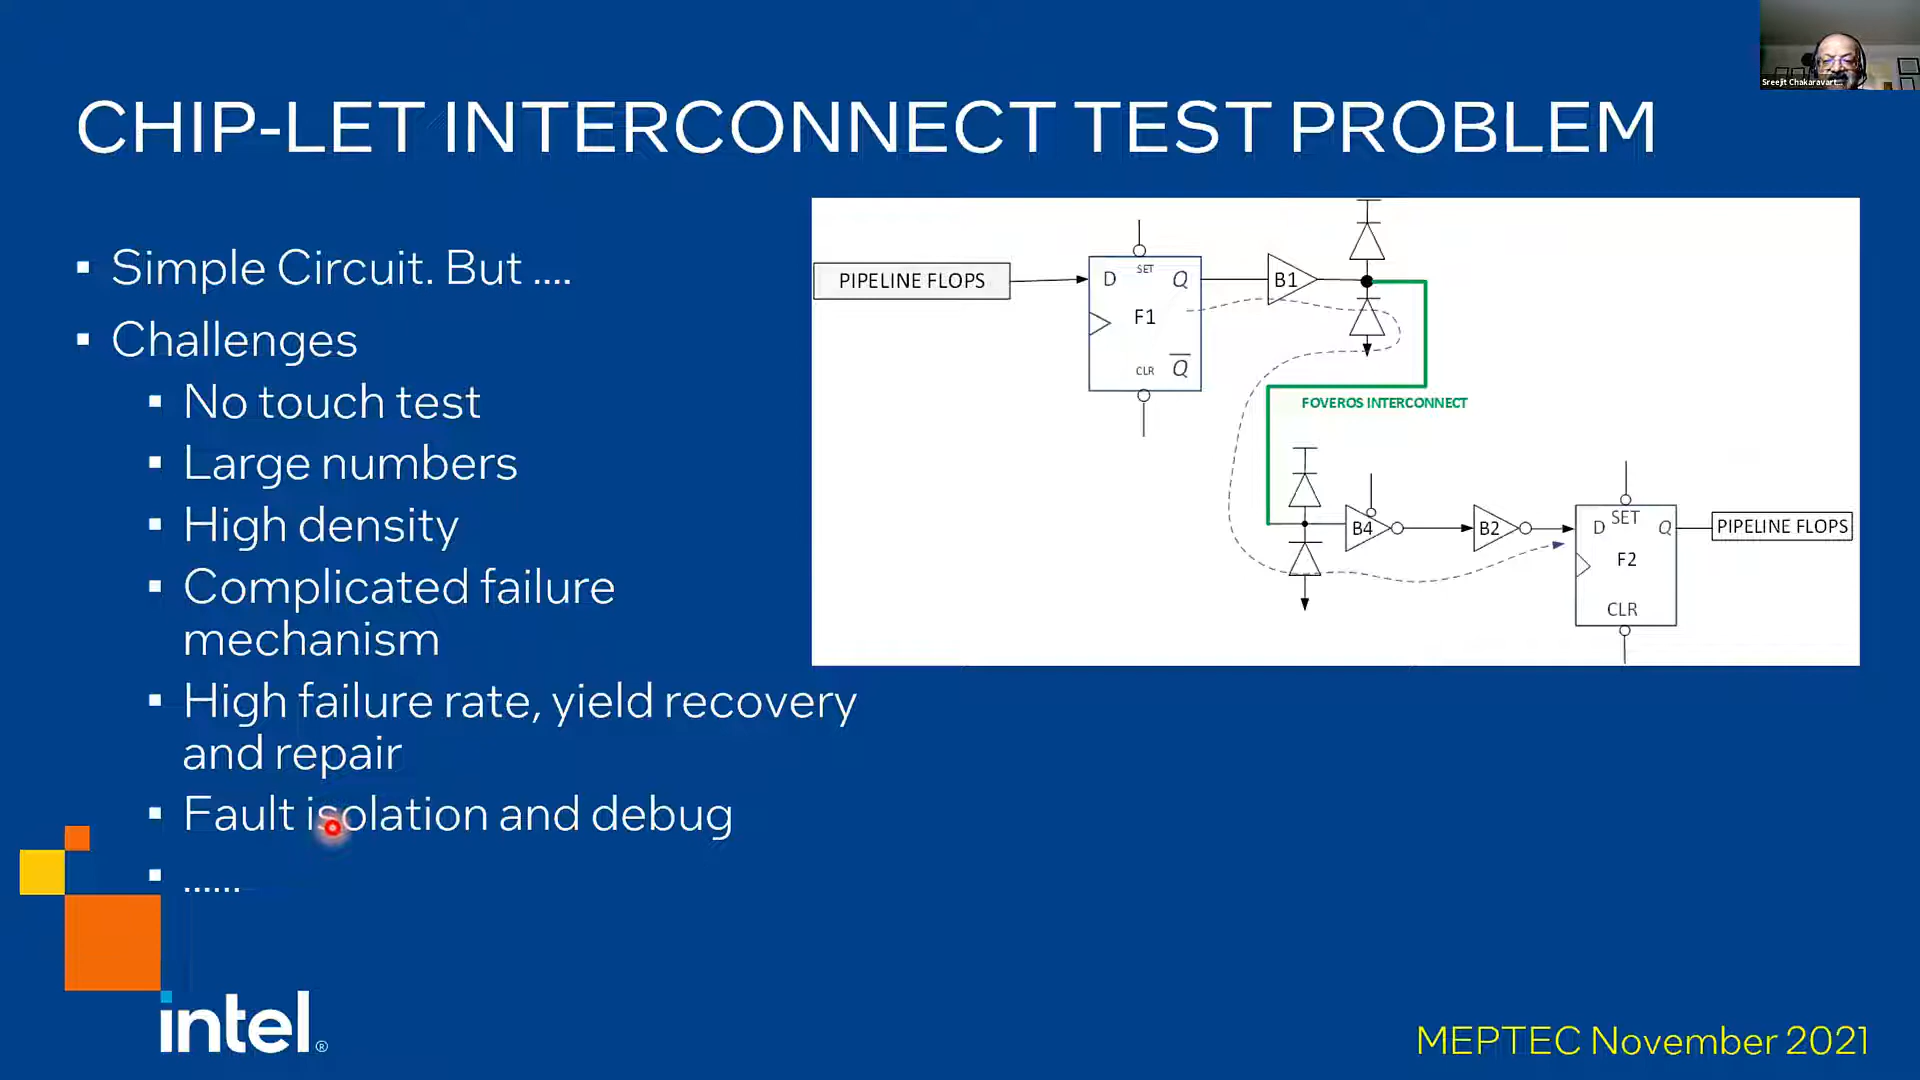 Sreejit Chakaravart...
CHIP-LET INTERCONNECT TEST PROBLEM
Simple Circuit. But ....
Challenges
No touch test
Large numbers
High density
Complicated failure
mechanism
High failure rate, yield recovery
and repair
Fault isolation and debug
......
PIPELINE FLOPS
D
SET
Q
F1
CLR
Q̅
B1
FOVEROS INTERCONNECT
B4
B2
D
SET
Q
F2
CLR
PIPELINE FLOPS
intel®
MEPTEC November 2021